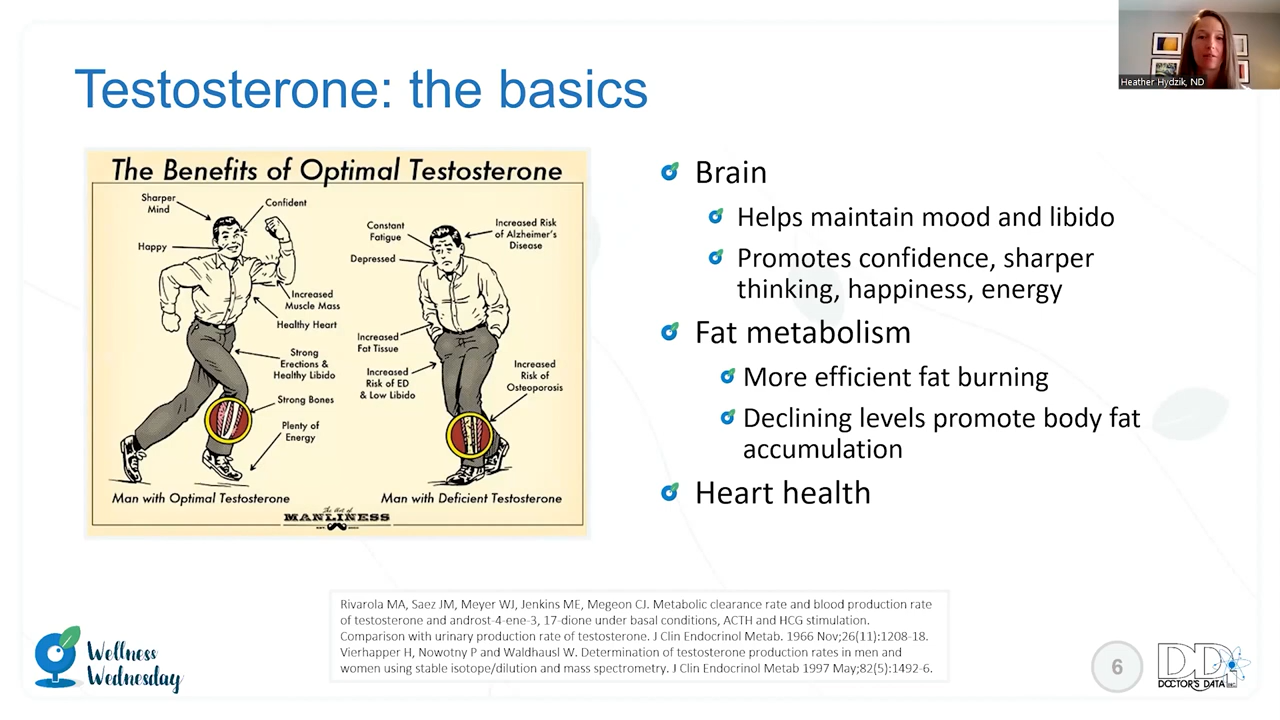 Heather Hydzik, ND
Testosterone: the basics
The Benefits of Optimal Testosterone
Sharper
Mind
Confident
Happy
Increased
Muscle Mass
Healthy Heart
Strong
Erections &
Healthy Libido
Strong Bones
Plenty of
Energy
Man with Optimal Testosterone
Constant
Fatigue
Increased Risk
of Alzheimer's
Disease
Depressed
Increased
Fat Tissue
Increased
Risk of ED
& Low Libido
Increased
Risk of
Osteoporosis
Man with Deficient Testosterone
The Art of
MANLINESS
Brain
Helps maintain mood and libido
Promotes confidence, sharper
thinking, happiness, energy
Fat metabolism
More efficient fat burning
Declining levels promote body fat
accumulation
Heart health
Rivarola MA, Saez JM, Meyer WJ, Jenkins ME, Megeon CJ. Metabolic clearance rate and blood production rate
of testosterone and androst-4-ene-3, 17-dione under basal conditions, ACTH and HCG stimulation.
Comparison with urinary production rate of testosterone. J Clin Endocrinol Metab. 1966 Nov;26(11):1208-18.
Vierhapper H, Nowotny P and Waldhausl W. Determination of testosterone production rates in men and
women using stable isotope/dilution and mass spectrometry. J Clin Endocrinol Metab 1997 May;82(5):1492-6.
Wellness
Wednesday
6
DDI
DOCTOR'S DATA